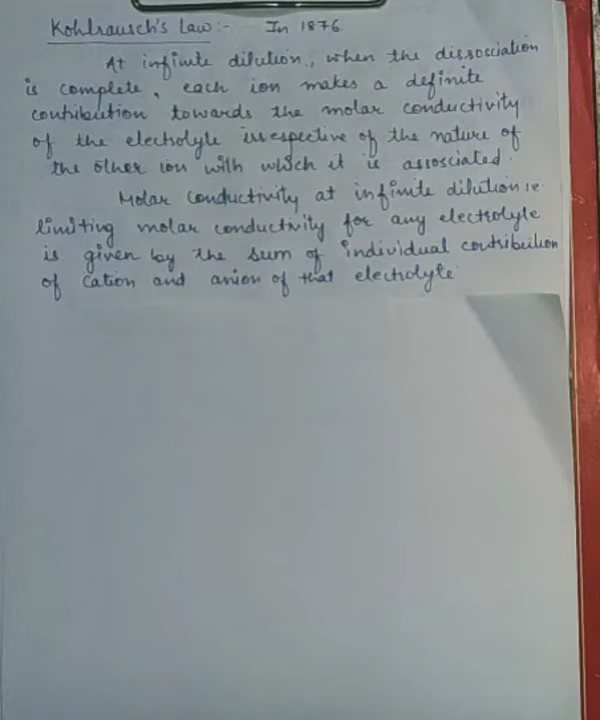 Kohlrausch's Law :- In 1876
At infinite dilution, when the dissosciation
is complete, each ion makes a definite
contribution towards the molar conductivity
of the electrolyte irrespective of the nature of
the other ion with which it is assosciated.
Molar conductivity at infinite dilution ie
limiting molar conductivity for any electrolyte
is given by the sum of individual contribution
of cation and anion of that electrolyte